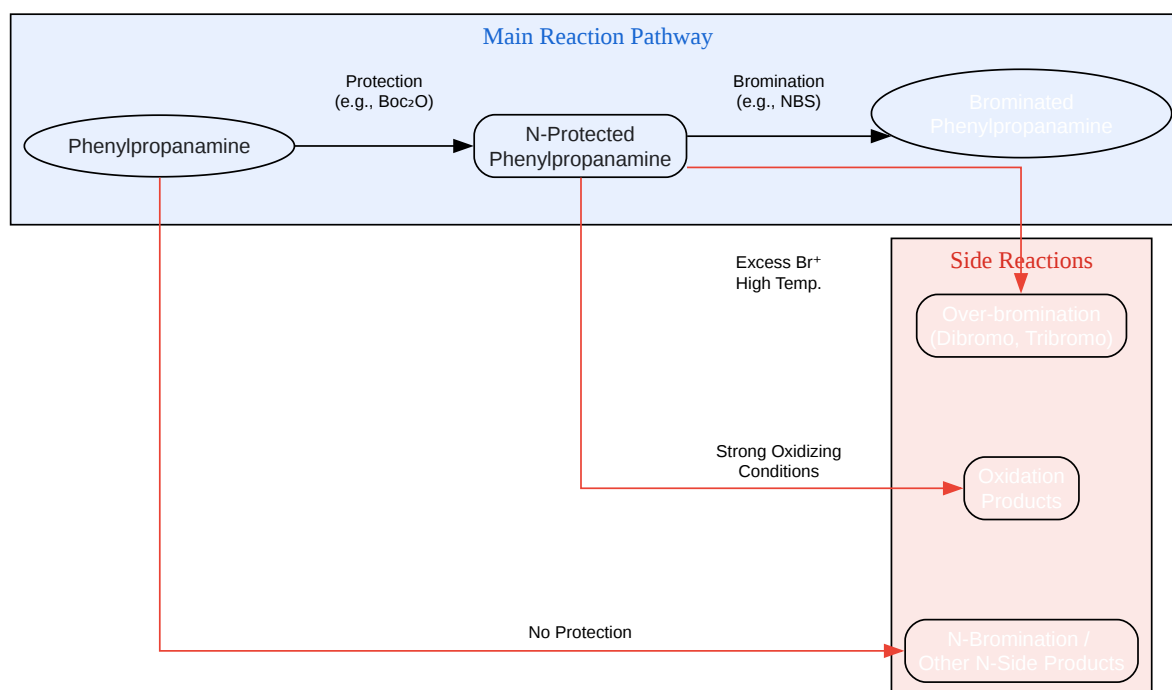 Main Reaction Pathway
Protection
(e.g., Boc₂O)
Bromination
(e.g., NBS)
Phenylpropanamine
N-Protected
Phenylpropanamine
Brominated
Phenylpropanamine
Excess Br⁺
High Temp.
Side Reactions
Over-bromination
(Dibromo, Tribromo)
Strong Oxidizing
Conditions
Oxidation
Products
No Protection
N-Bromination /
Other N-Side Products